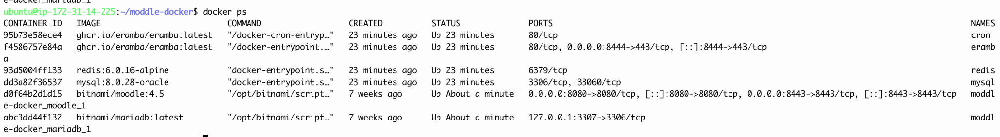 e-docker_mariadb_1
ubuntu@ip-172-31-14-225:~/moddle-docker$ docker ps
CONTAINER ID   IMAGE                         COMMAND                  CREATED          STATUS              PORTS                                                                                      NAMES
95b73e58ece4   ghcr.io/eramba/eramba:latest   "/docker-cron-entryp…"   23 minutes ago   Up 23 minutes       80/tcp                                                                                     cron
f4586757e84a   ghcr.io/eramba/eramba:latest   "/docker-entrypoint.…"   23 minutes ago   Up 23 minutes       80/tcp, 0.0.0.0:8444->443/tcp, [::]:8444->443/tcp                                          eramb
a
93d5004ff133   redis:6.0.16-alpine            "docker-entrypoint.s…"   23 minutes ago   Up 23 minutes       6379/tcp                                                                                   redis
dd3a82f36537   mysql:8.0.28-oracle            "docker-entrypoint.s…"   23 minutes ago   Up 23 minutes       3306/tcp, 33060/tcp                                                                        mysql
d0f64b2d1d15   bitnami/moodle:4.5             "/opt/bitnami/script…"   7 weeks ago      Up About a minute   0.0.0.0:8080->8080/tcp, [::]:8080->8080/tcp, 0.0.0.0:8443->8443/tcp, [::]:8443->8443/tcp   moddl
e-docker_moodle_1
abc3dd44f132   bitnami/mariadb:latest         "/opt/bitnami/script…"   7 weeks ago      Up About a minute   127.0.0.1:3307->3306/tcp                                                                   moddl
e-docker_mariadb_1